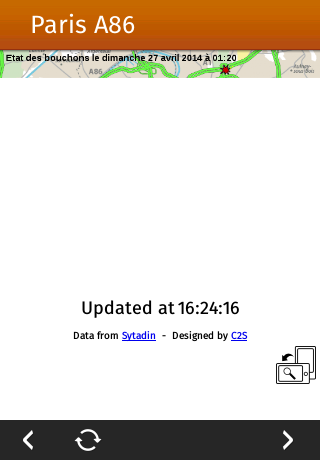 Paris A86
Etat des bouchons le dimanche 27 avril 2014 à 01:20
A86
Updated at 16:24:16
Data from Sytadin - Designed by C2S